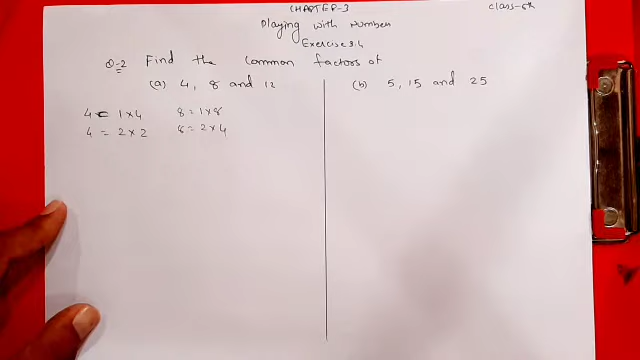 CHAPTER-3
Class-6th
Playing with Number
Exercise 3.4
Q-2 Find the Common factors of
(a) 4, 8 and 12
(b) 5, 15 and 25
4 = 1×4 8 = 1×8
4 = 2×2 8 = 2×4